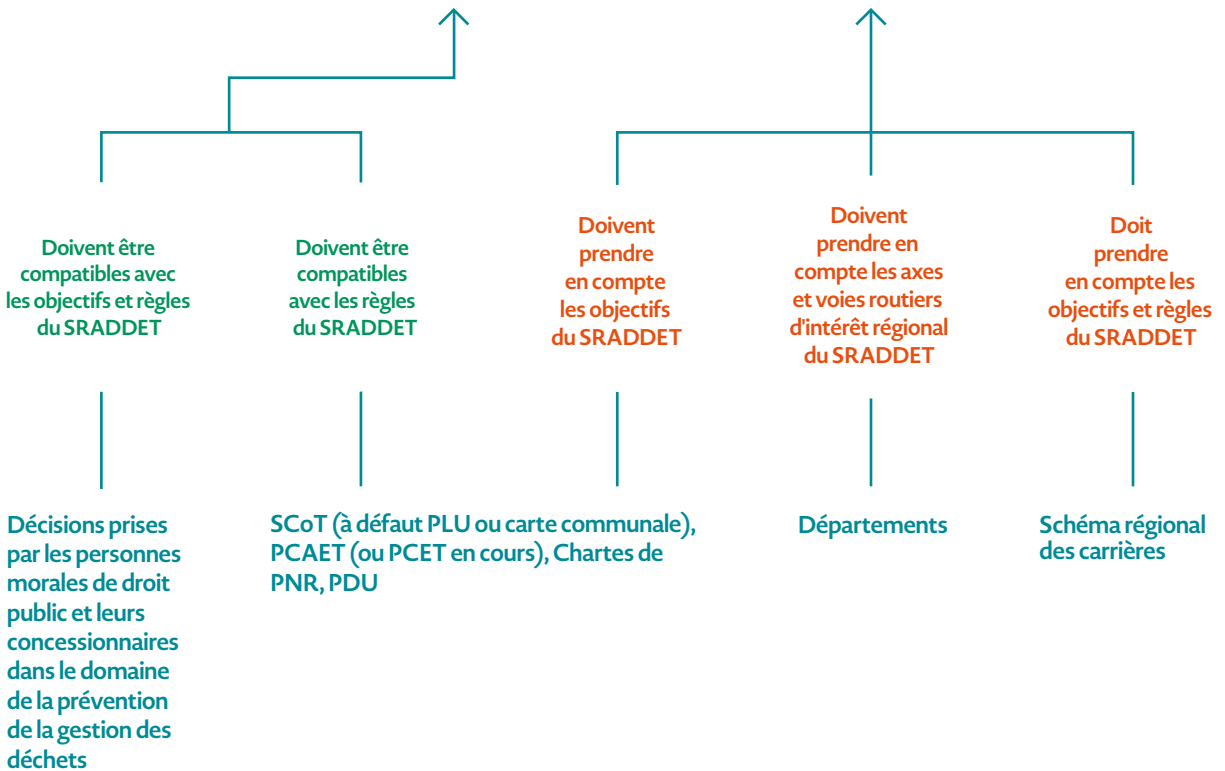 Doivent être
compatibles avec
les objectifs et règles
du SRADDET
Doivent être
compatibles
avec les règles
du SRADDET
Doivent
prendre
en compte
les objectifs
du SRADDET
Doivent
prendre en
compte les axes
et voies routiers
d'intérêt régional
du SRADDET
Doit
prendre
en compte les
objectifs et règles
du SRADDET
Décisions prises
par les personnes
morales de droit
public et leurs
concessionnaires
dans le domaine
de la prévention
de la gestion des
déchets
SCoT (à défaut PLU ou carte communale),
PCAET (ou PCET en cours), Chartes de
PNR, PDU
Départements
Schéma régional
des carrières